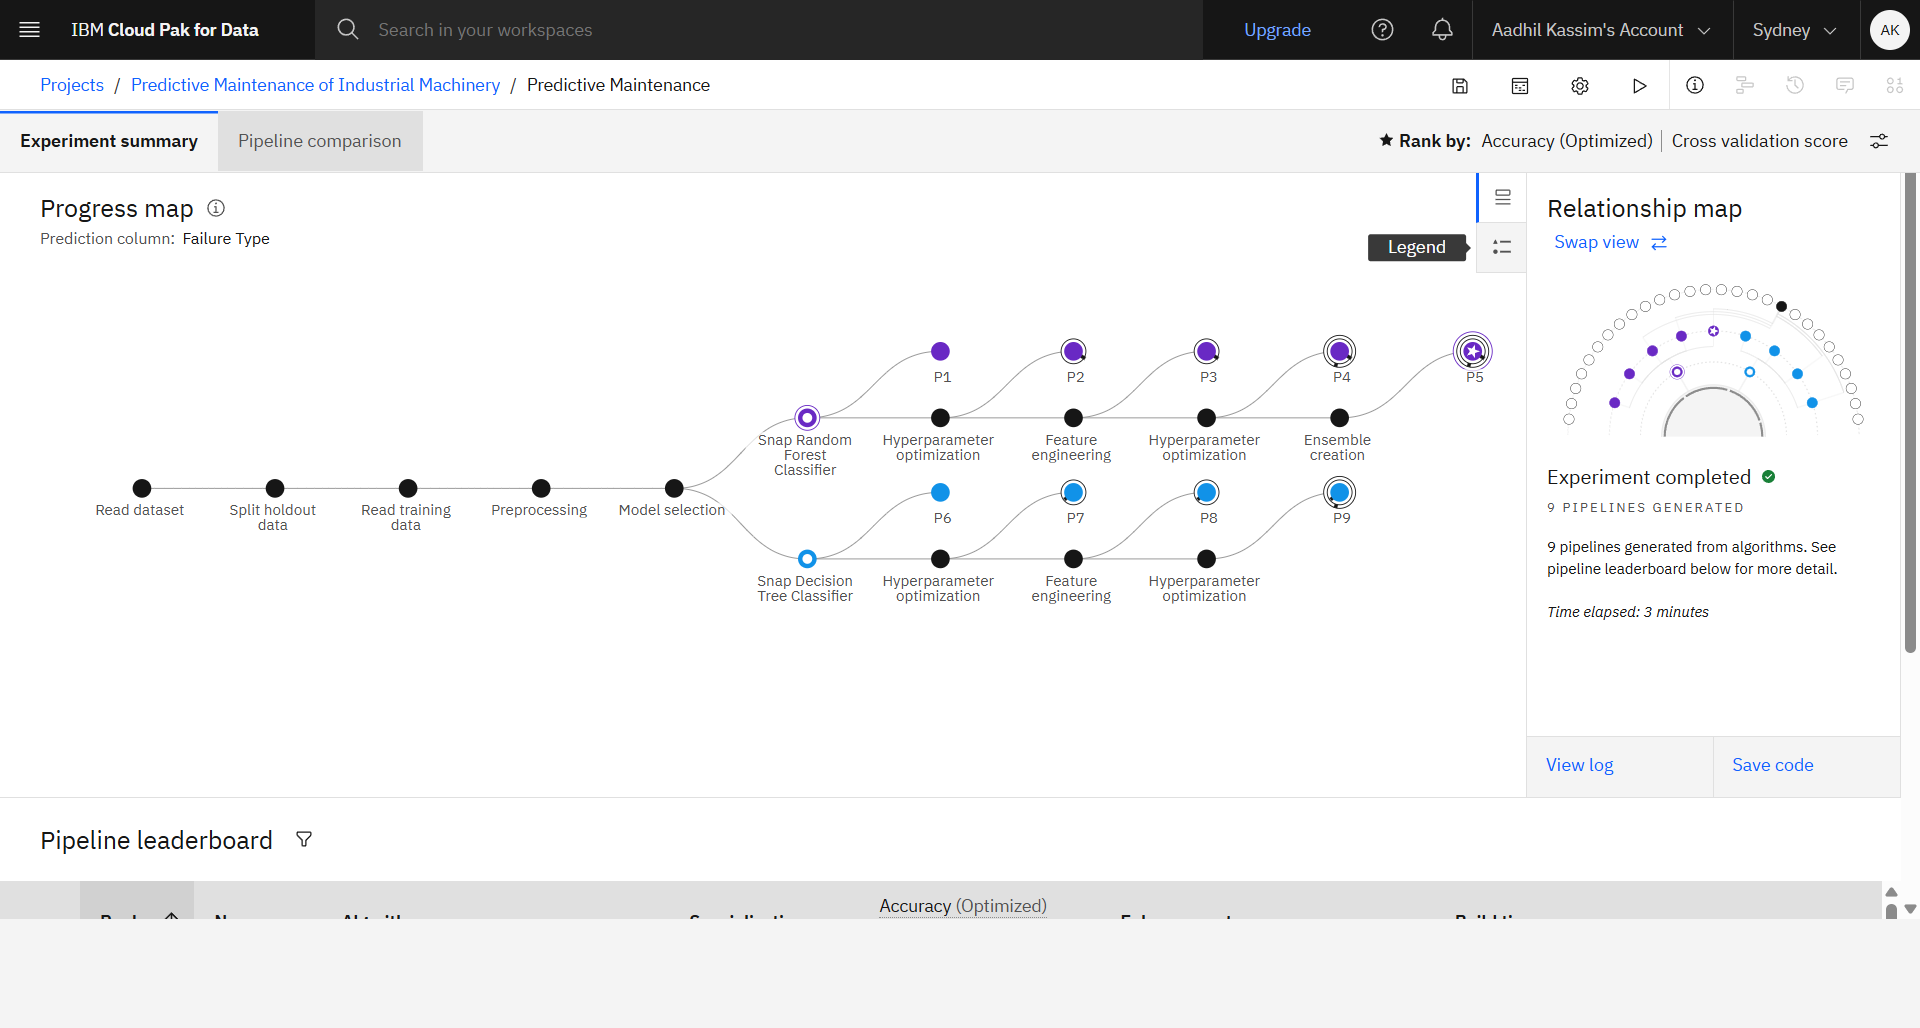 IBM Cloud Pak for Data
Search in your workspaces
Upgrade
Aadhil Kassim's Account
Sydney
AK
Projects / Predictive Maintenance of Industrial Machinery / Predictive Maintenance
Experiment summary
Pipeline comparison
Rank by: Accuracy (Optimized) | Cross validation score
Progress map
Prediction column: Failure Type
Legend
P1
P2
P3
P4
P5
Snap Random
Forest
Classifier
Hyperparameter
optimization
Feature
engineering
Hyperparameter
optimization
Ensemble
creation
Read dataset
Split holdout
data
Read training
data
Preprocessing
Model selection
P6
P7
P8
P9
Snap Decision
Tree Classifier
Hyperparameter
optimization
Feature
engineering
Hyperparameter
optimization
Relationship map
Swap view
Experiment completed
9 PIPELINES GENERATED
9 pipelines generated from algorithms. See
pipeline leaderboard below for more detail.
Time elapsed: 3 minutes
View log
Save code
Pipeline leaderboard
Accuracy (Optimized)